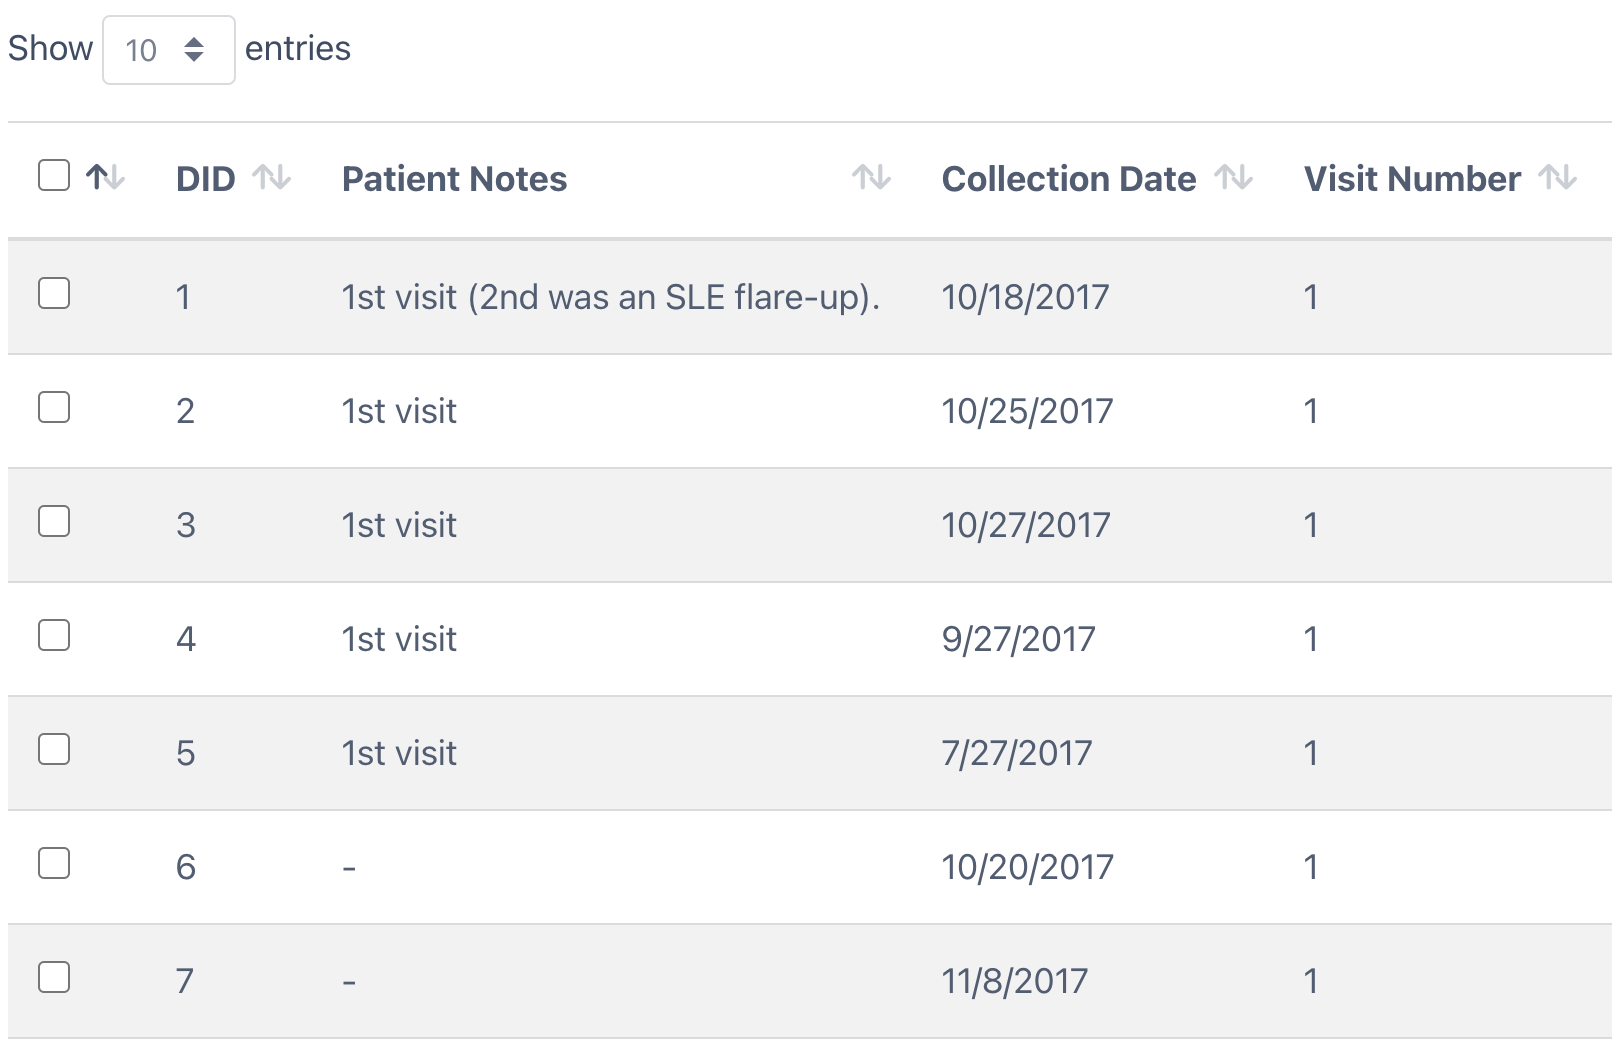 Show 10 entries
DID Patient Notes Collection Date Visit Number
1 1st visit (2nd was an SLE flare-up). 10/18/2017 1
2 1st visit 10/25/2017 1
3 1st visit 10/27/2017 1
4 1st visit 9/27/2017 1
5 1st visit 7/27/2017 1
6 - 10/20/2017 1
7 - 11/8/2017 1